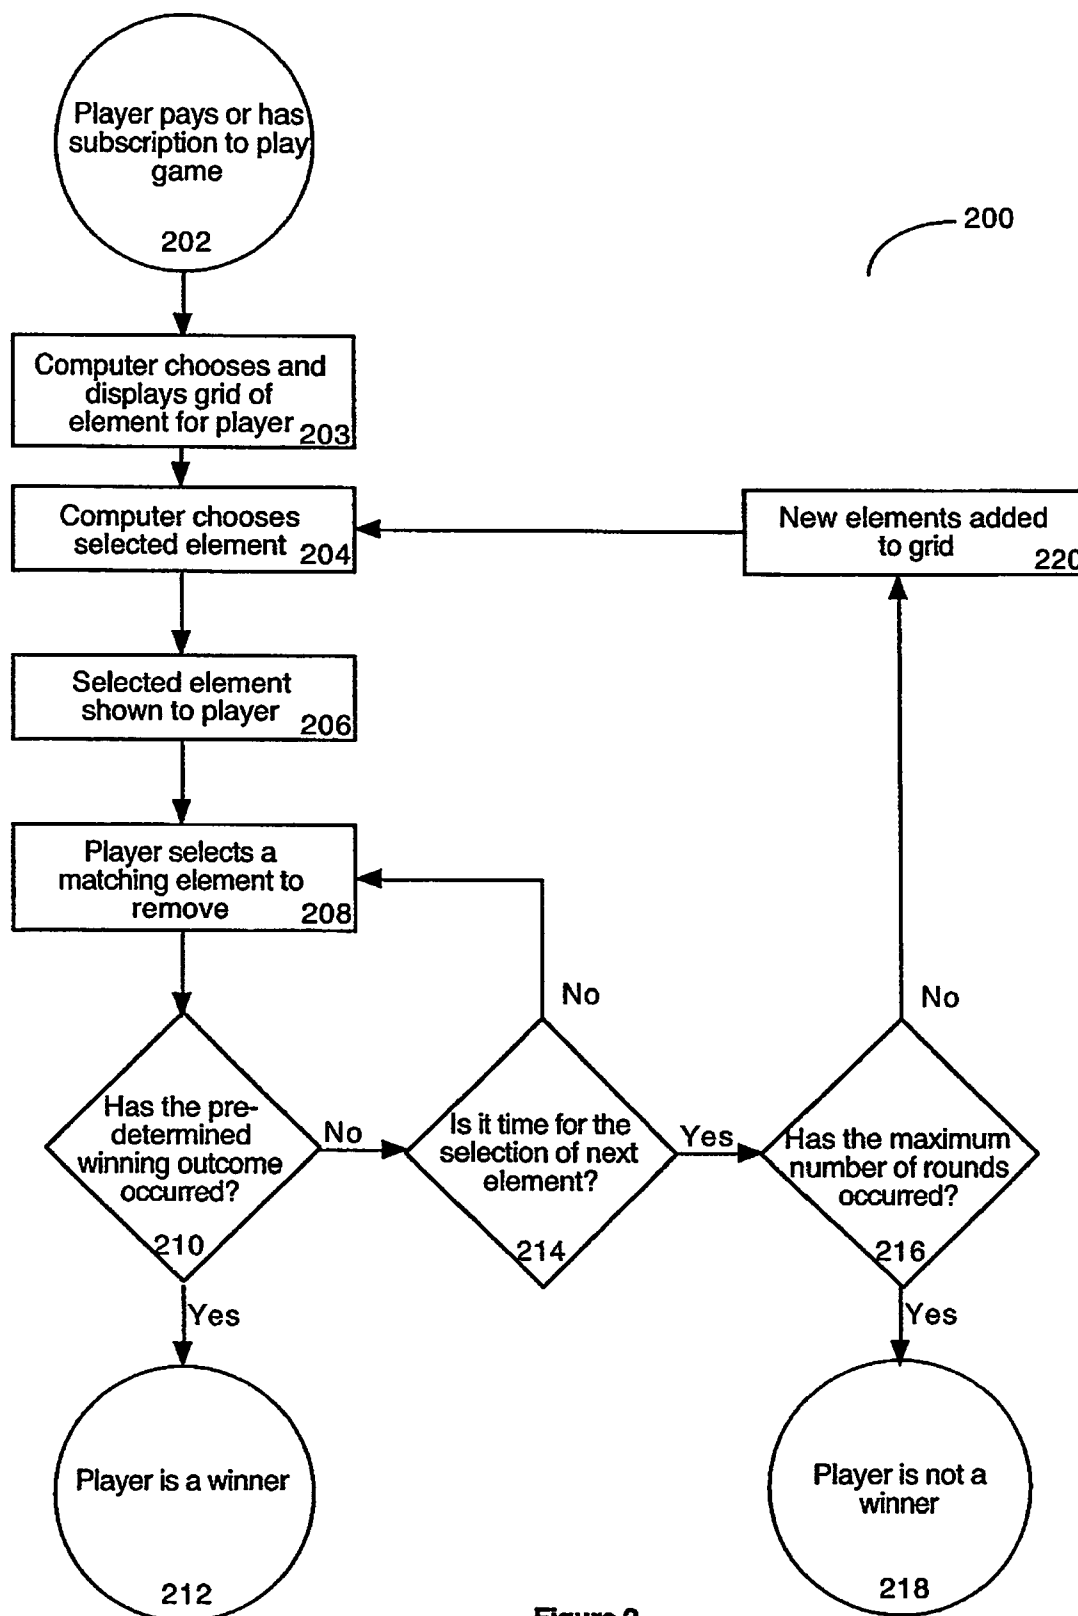 Player pays or has
subscription to play
game
202
200
Computer chooses and
displays grid of
element for player
203
Computer chooses
selected element
204
New elements added
to grid
220
Selected element
shown to player
206
Player selects a
matching element to
remove
208
No
No
Has the pre-
determined
winning outcome
occurred?
210
No
Is it time for the
selection of next
element?
214
Yes
Has the maximum
number of rounds
occurred?
216
Yes
Yes
Player is a winner
212
Player is not a
winner
218